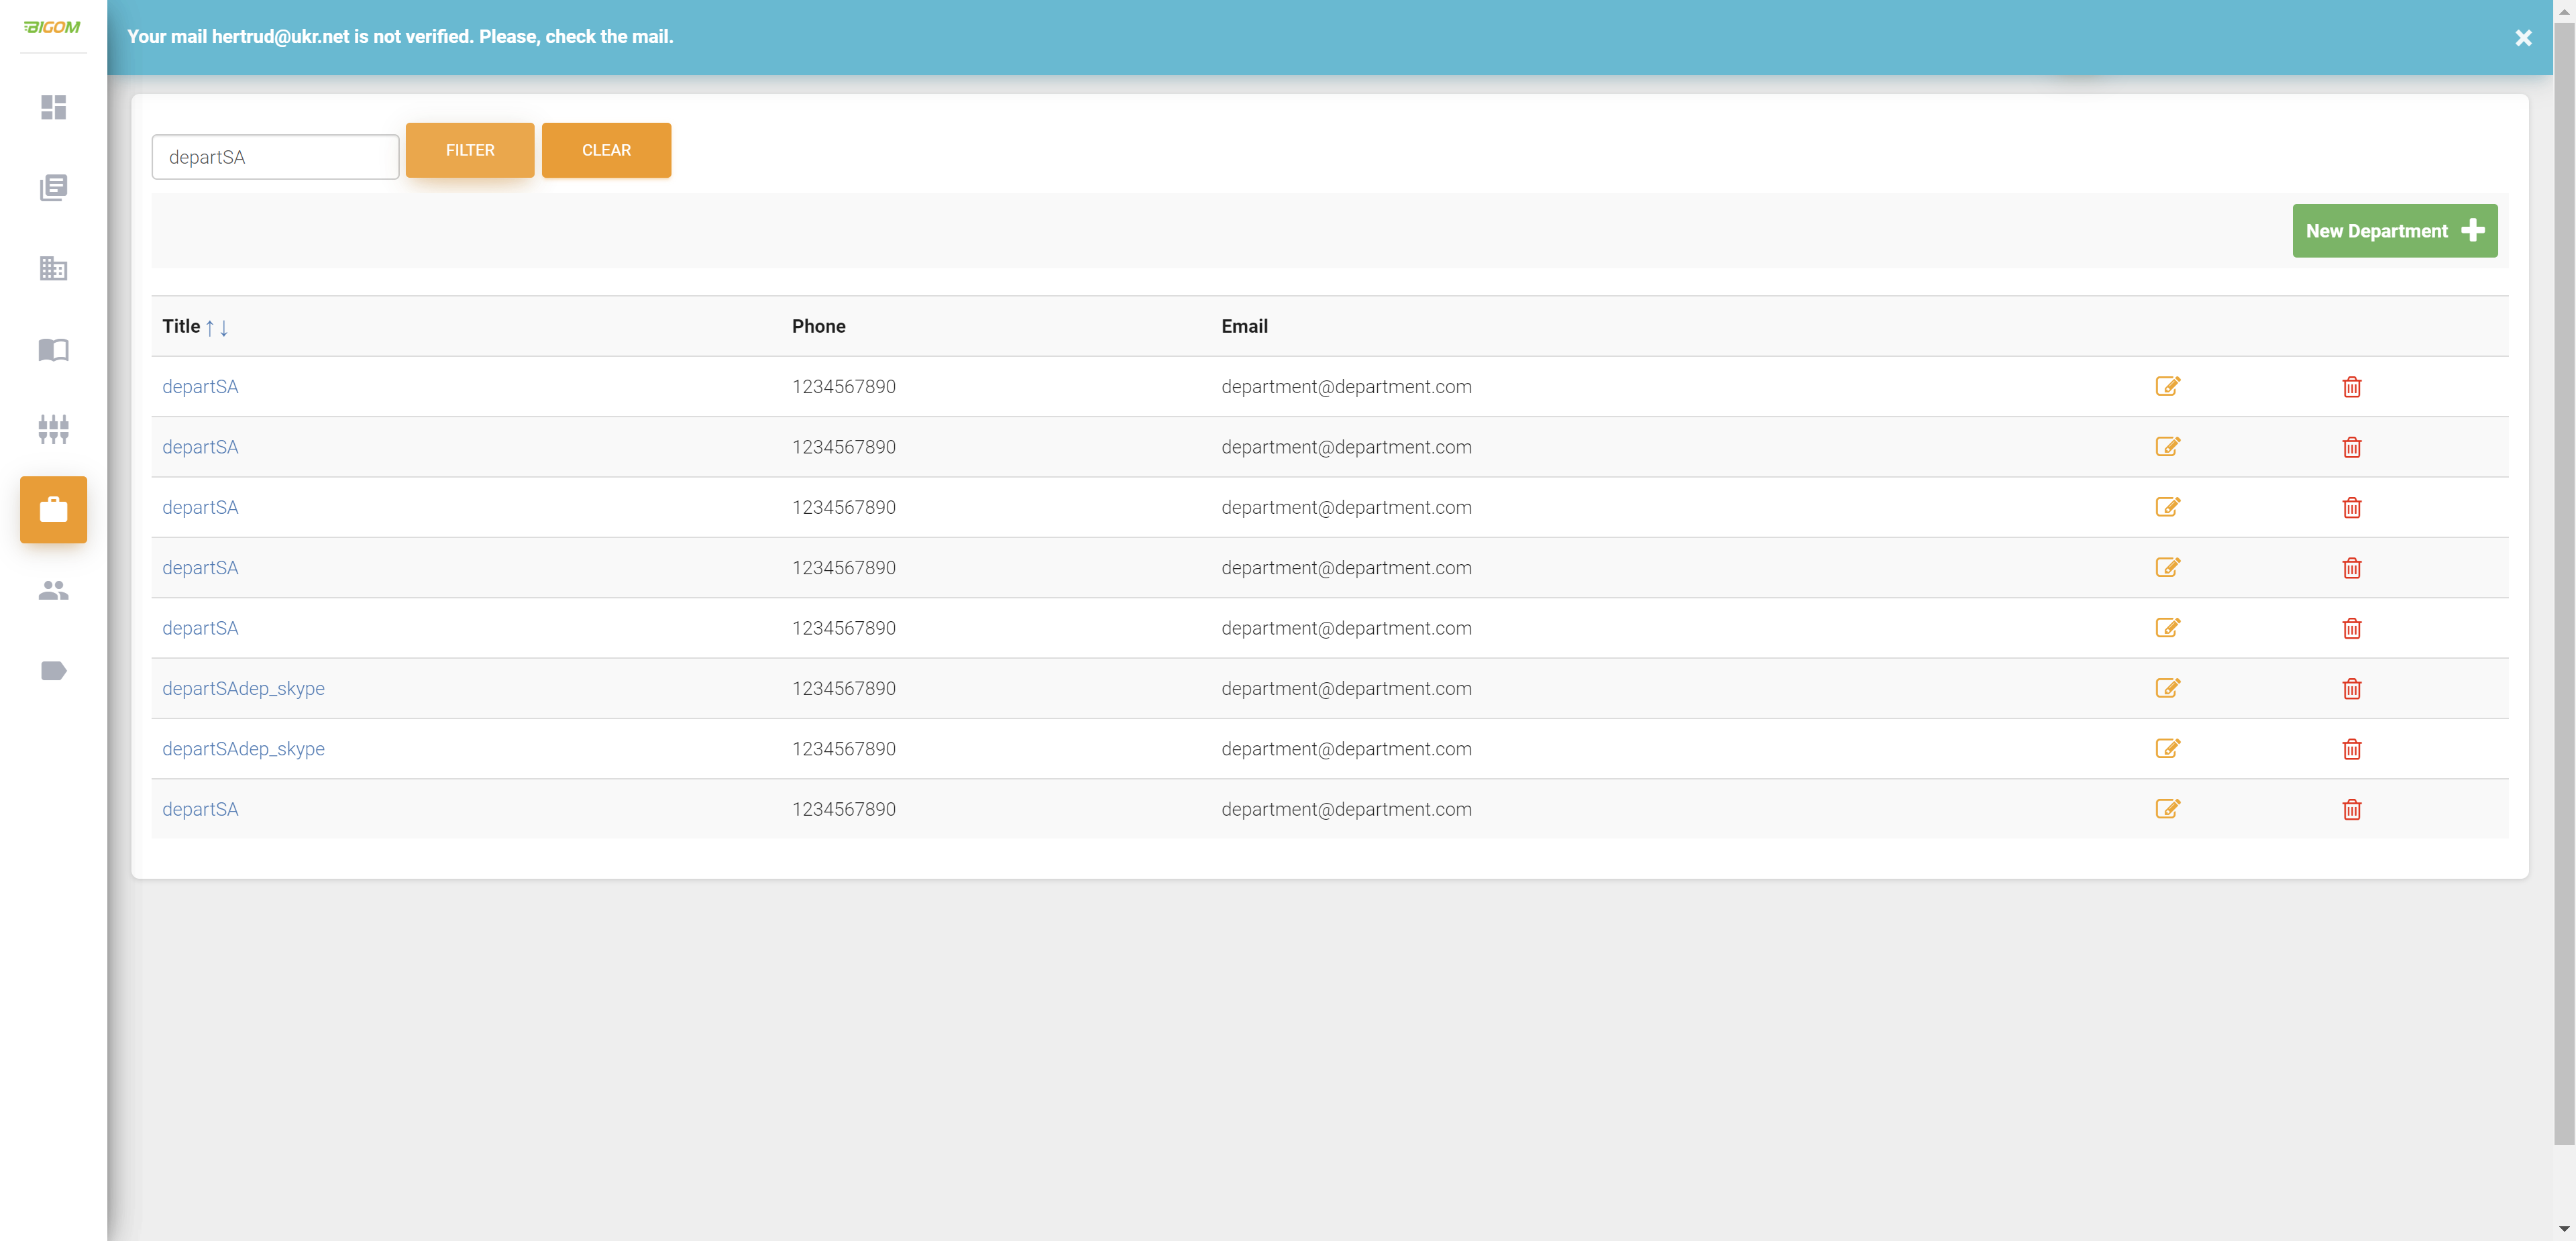 BIGOM
Your mail hertrud@ukr.net is not verified. Please, check the mail.
departSA FILTER CLEAR
New Department
Title ↑↓ Phone Email
departSA 1234567890 department@department.com
departSA 1234567890 department@department.com
departSA 1234567890 department@department.com
departSA 1234567890 department@department.com
departSA 1234567890 department@department.com
departSAdep_skype 1234567890 department@department.com
departSAdep_skype 1234567890 department@department.com
departSA 1234567890 department@department.com